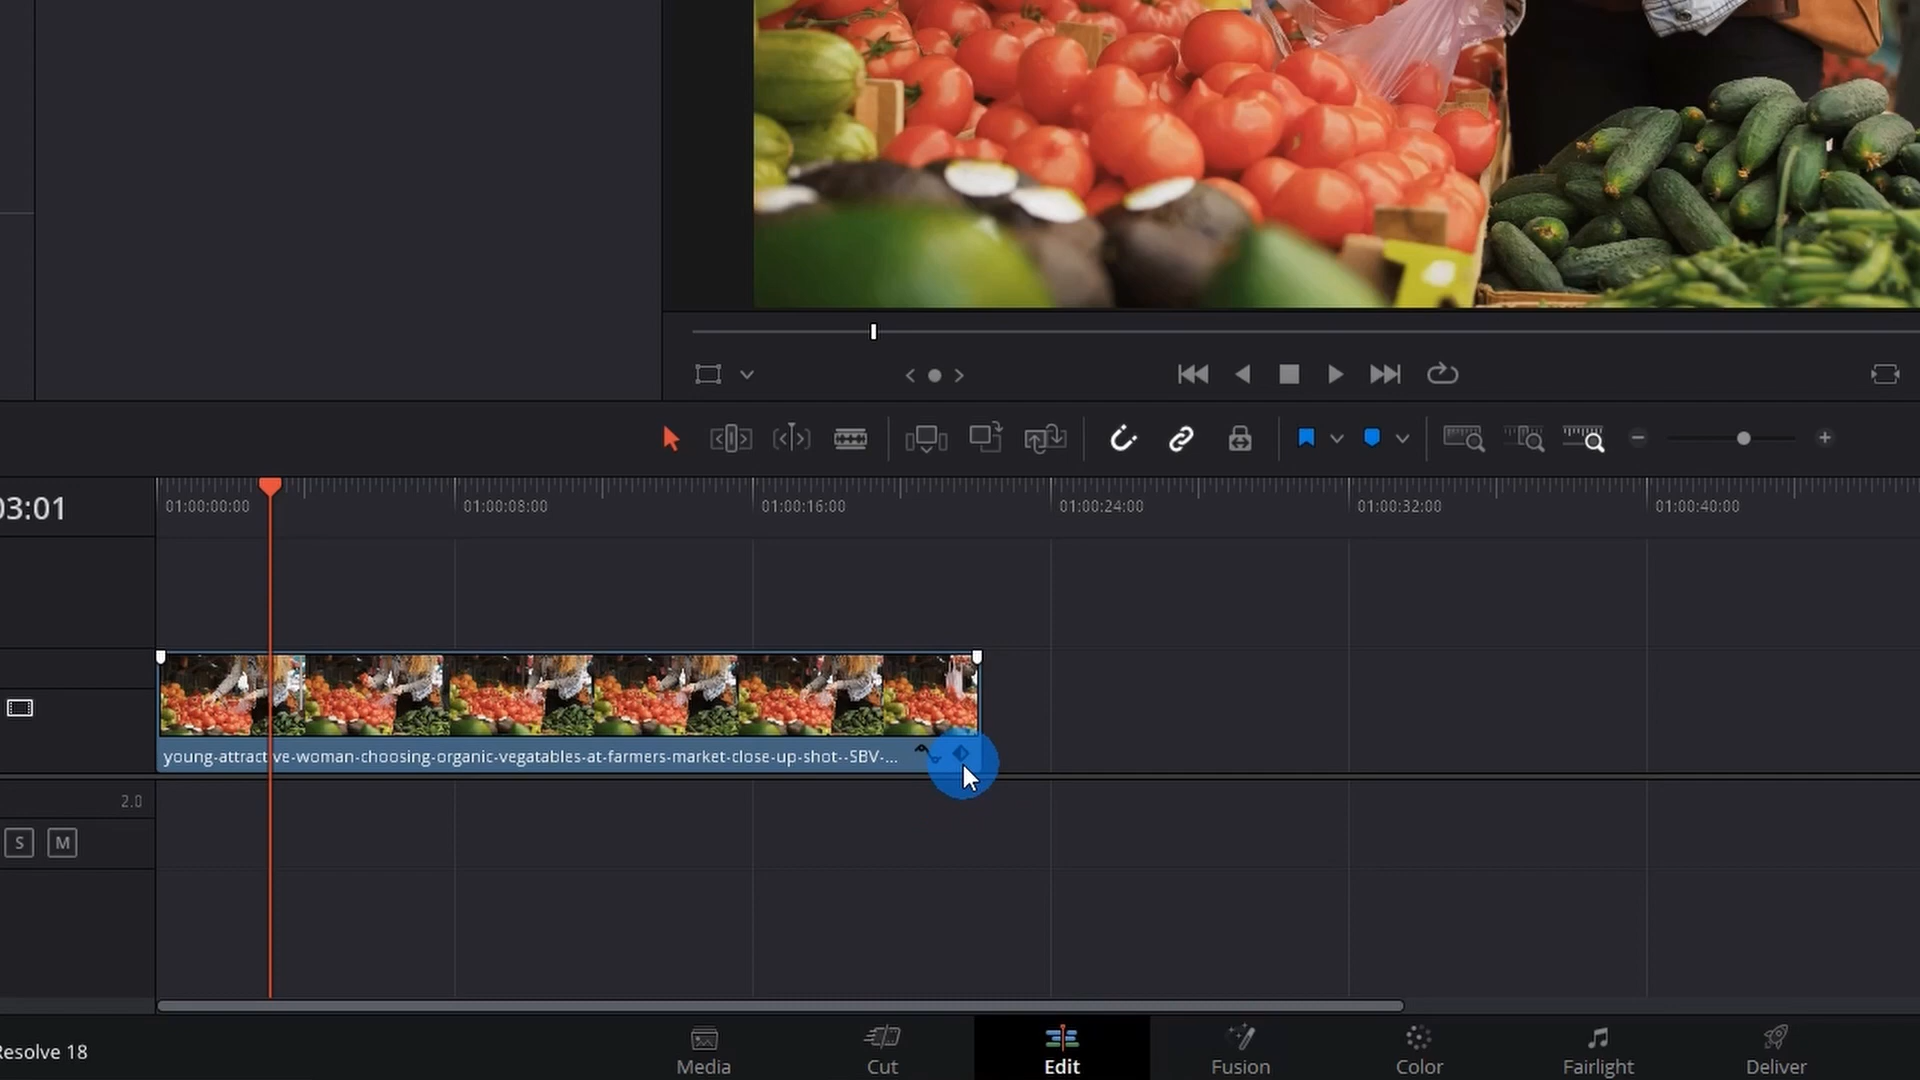 03:01
01:00:00:00
01:00:08:00
01:00:16:00
01:00:24:00
01:00:32:00
01:00:40:00
young-attractive-woman-choosing-organic-vegatables-at-farmers-market-close-up-shot--SBV-...
2.0
S
M
Resolve 18
Media
Cut
Edit
Fusion
Color
Fairlight
Deliver